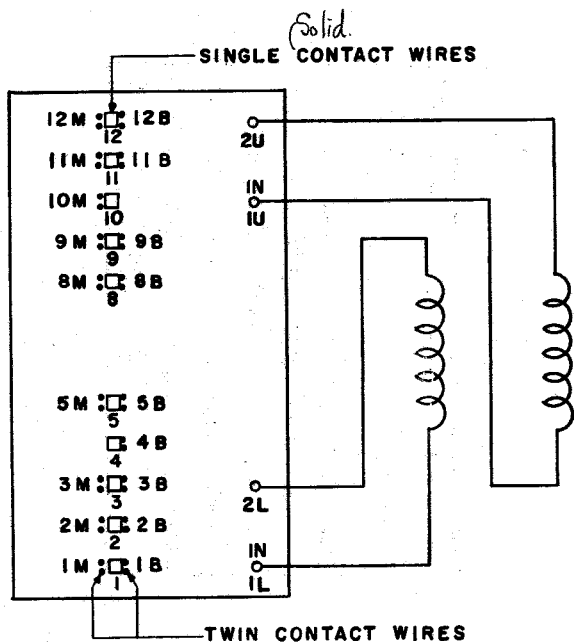 Solid.
SINGLE CONTACT WIRES
12M 12B
12
2U
11M 11B
11
10M
10
IN
1U
9M 9B
9
8M 8B
8
5M 5B
5
4B
4
3M 3B
3
2L
2M 2B
2
IN
1M 1B
1
1L
TWIN CONTACT WIRES